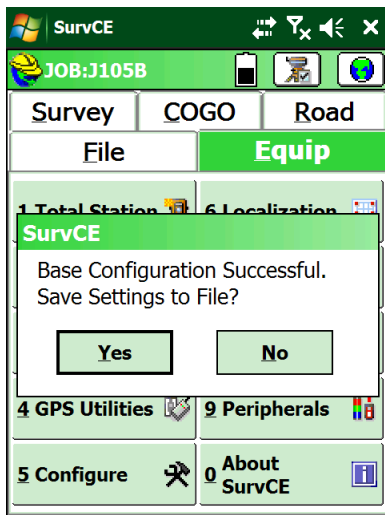 SurvCE
JOB:J105B
Survey COGO Road
File Equip
1 Total Station 6 Localization
SurvCE
Base Configuration Successful.
Save Settings to File?
Yes No
4 GPS Utilities 9 Peripherals
5 Configure 0 About
SurvCE